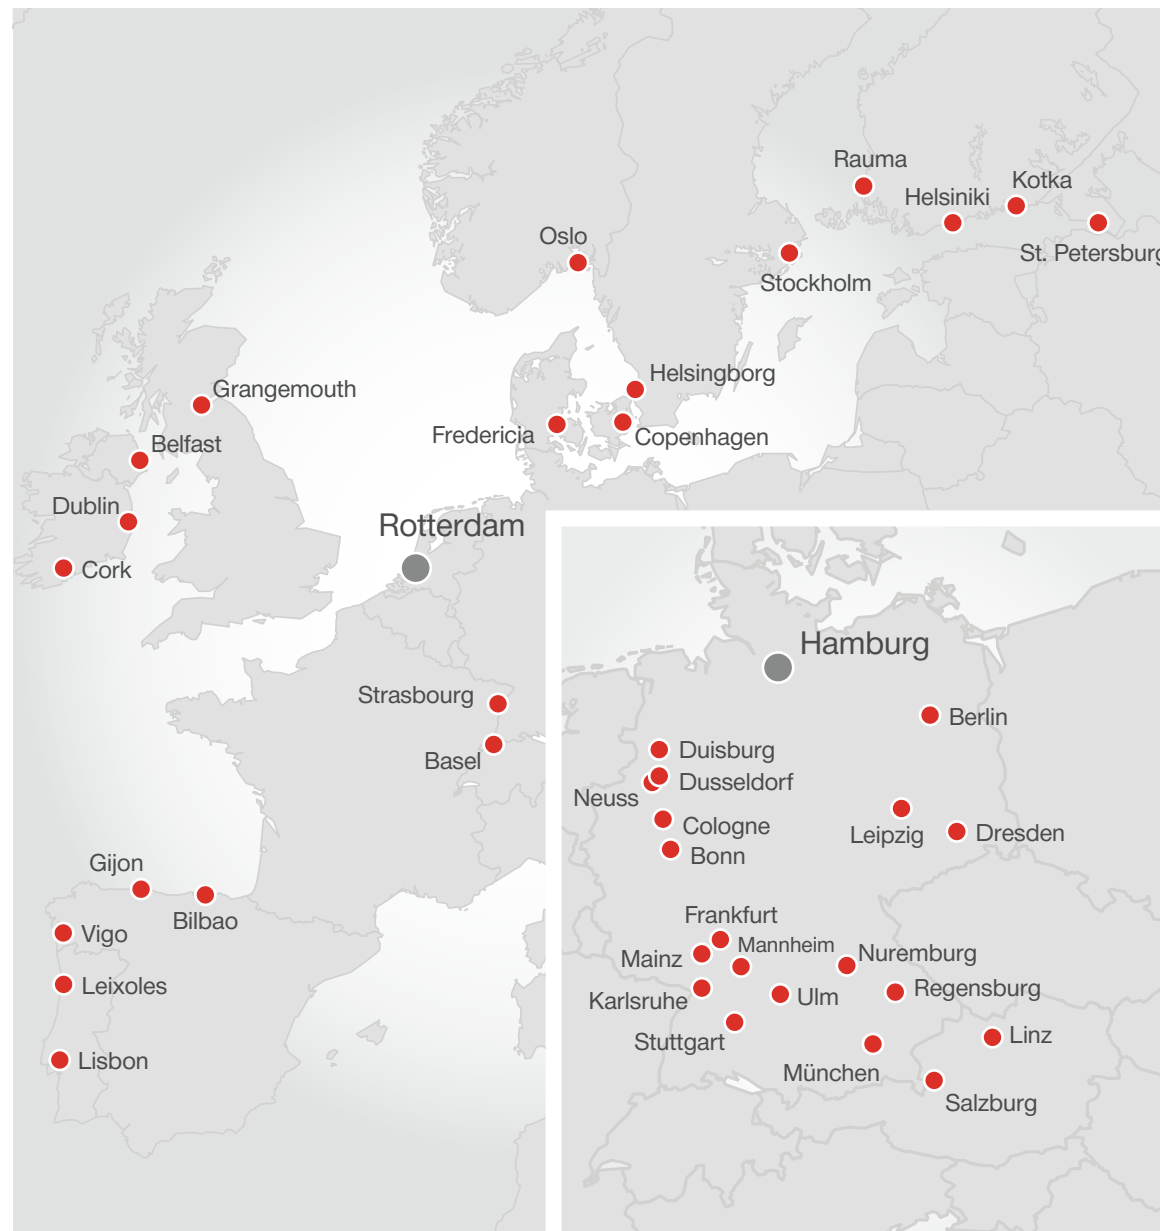 Rauma
Kotka
Helsiniki
Oslo
St. Petersburg
Stockholm
Helsingborg
Grangemouth
Fredericia
Copenhagen
Belfast
Dublin
Rotterdam
Cork
Strasbourg
Basel
Gijon
Bilbao
Vigo
Leixoles
Lisbon
Hamburg
Berlin
Duisburg
Dusseldorf
Neuss
Cologne
Leipzig
Dresden
Bonn
Frankfurt
Mannheim
Mainz
Nuremburg
Karlsruhe
Ulm
Regensburg
Stuttgart
Linz
München
Salzburg